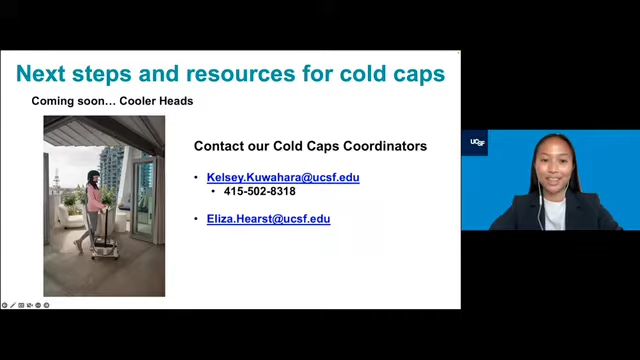 Next steps and resources for cold caps
Coming soon… Cooler Heads
Contact our Cold Caps Coordinators
• Kelsey.Kuwahara@ucsf.edu
• 415-502-8318
• Eliza.Hearst@ucsf.edu
UCSF